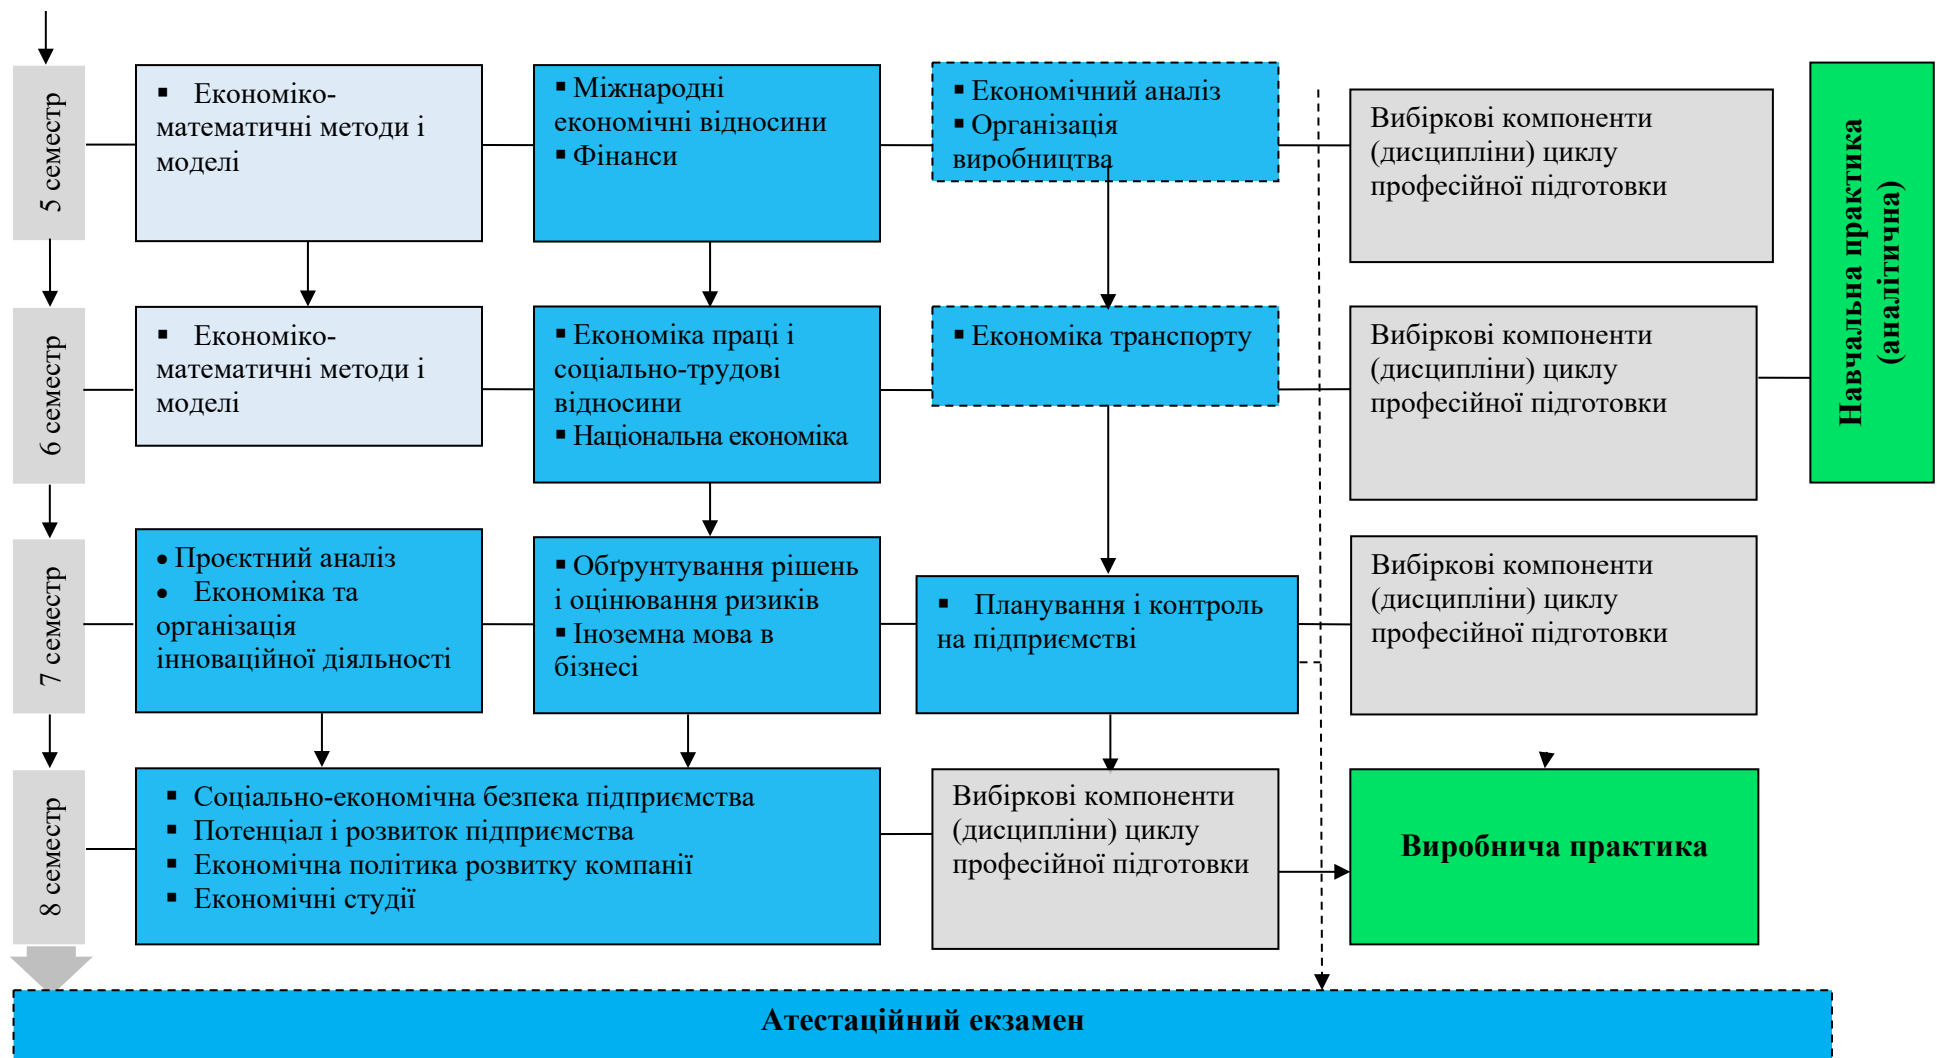 5 семестр
▪ Економіко-
математичні методи і
моделі
▪ Міжнародні
економічні відносини
▪ Фінанси
▪ Економічний аналіз
▪ Організація
виробництва
Вибіркові компоненти
(дисципліни) циклу
професійної підготовки
Навчальна практика
(аналітична)
6 семестр
▪ Економіко-
математичні методи і
моделі
▪ Економіка праці і
соціально-трудові
відносини
▪ Національна економіка
▪ Економіка транспорту
Вибіркові компоненти
(дисципліни) циклу
професійної підготовки
7 семестр
• Проєктний аналіз
• Економіка та
організація
інноваційної діяльності
▪ Обґрунтування рішень
і оцінювання ризиків
▪ Іноземна мова в
бізнесі
▪ Планування і контроль
на підприємстві
Вибіркові компоненти
(дисципліни) циклу
професійної підготовки
8 семестр
▪ Соціально-економічна безпека підприємства
▪ Потенціал і розвиток підприємства
▪ Економічна політика розвитку компанії
▪ Економічні студії
Вибіркові компоненти
(дисципліни) циклу
професійної підготовки
Виробнича практика
Атестаційний екзамен